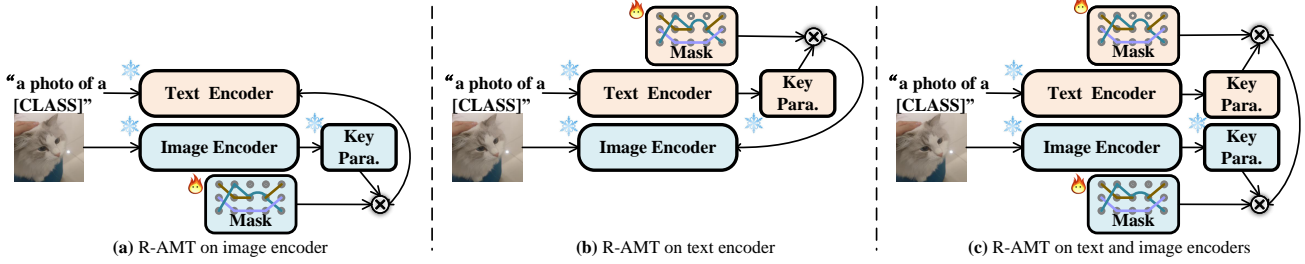 “a photo of a
[CLASS]”
Text Encoder
Image Encoder
Key
Para.
Mask
(a) R-AMT on image encoder
Mask
“a photo of a
[CLASS]”
Text Encoder
Key
Para.
Image Encoder
(b) R-AMT on text encoder
Mask
“a photo of a
[CLASS]”
Text Encoder
Key
Para.
Image Encoder
Key
Para.
Mask
(c) R-AMT on text and image encoders